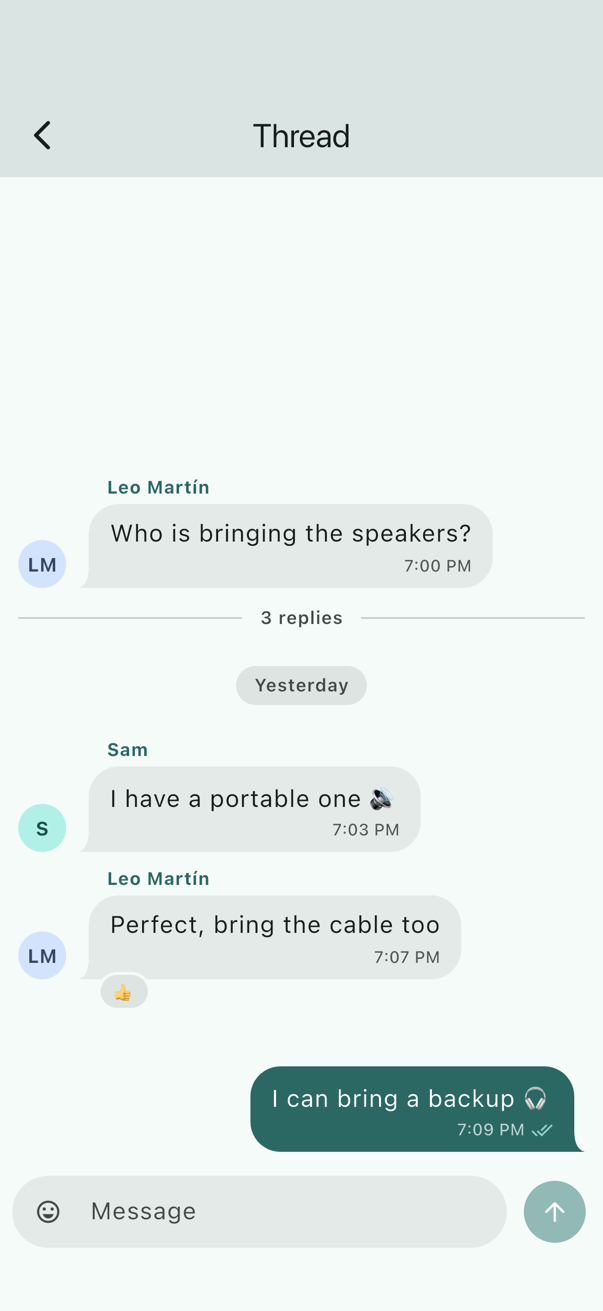 Thread
Leo Martín
Who is bringing the speakers?
7:00 PM
LM
3 replies
Yesterday
Sam
I have a portable one 🔊
7:03 PM
S
Leo Martín
Perfect, bring the cable too
7:07 PM
LM
👍
I can bring a backup 🎧
7:09 PM
Message